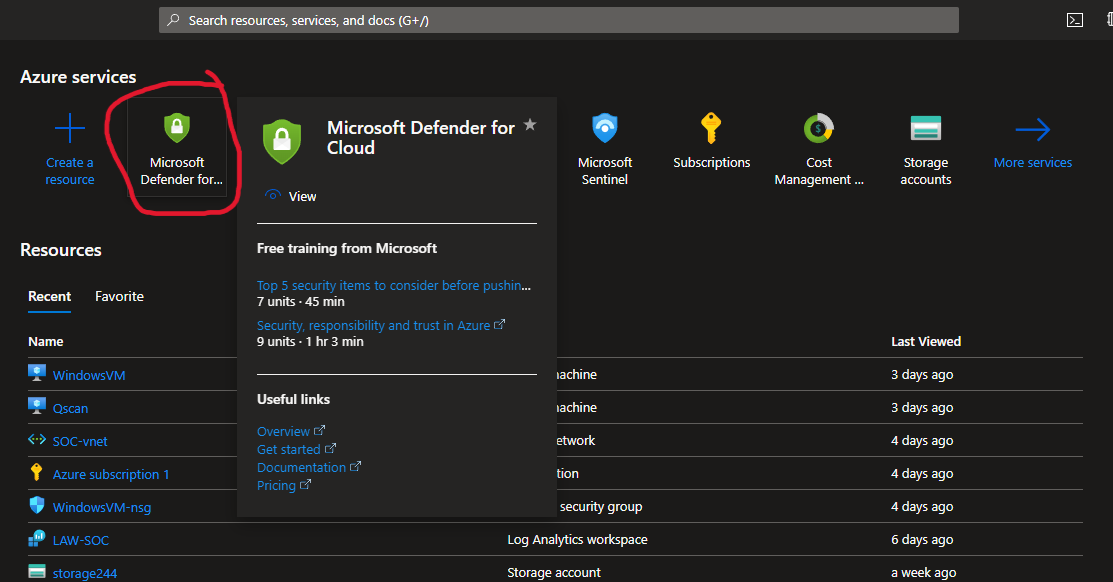 Search resources, services, and docs (G+/)
Azure services
Create a
resource
Microsoft
Defender for...
Microsoft Defender for
Cloud
View
Free training from Microsoft
Top 5 security items to consider before pushin...
7 units · 45 min
Security, responsibility and trust in Azure
9 units · 1 hr 3 min
Useful links
Overview
Get started
Documentation
Pricing
Microsoft
Sentinel
Subscriptions
Cost
Management ...
Storage
accounts
More services
Resources
Recent Favorite
Name Last Viewed
WindowsVM achine 3 days ago
Qscan achine 3 days ago
SOC-vnet etwork 4 days ago
Azure subscription 1 tion 4 days ago
WindowsVM-nsg security group 4 days ago
LAW-SOC Log Analytics workspace 6 days ago
storage244 Storage account a week ago